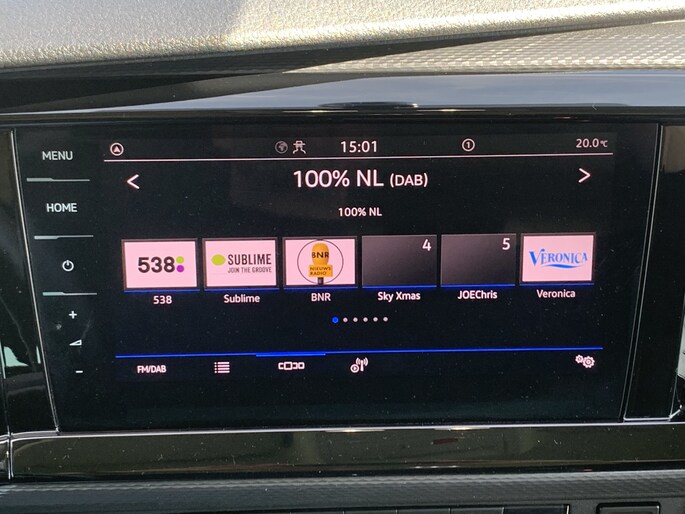 MENU
15:01
1
20.0°C
HOME
< 100% NL (DAB) >
100% NL
538
SUBLIME
JOIN THE GROOVE
BNR
NIEUWS
RADIO
4
5
VERONICA
538
Sublime
BNR
Sky Xmas
JOEChris
Veronica
+
-
FM/DAB